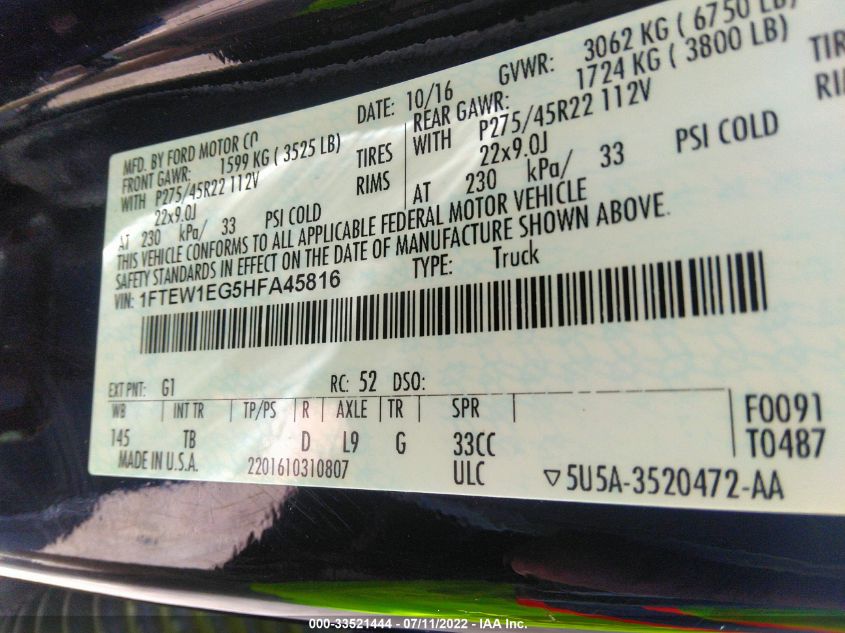 MFD. BY FORD MOTOR CO
DATE: 10/16
GVWR: 3062 KG ( 6750 LB)
FRONT GAWR: 1599 KG ( 3525 LB)
REAR GAWR: 1724 KG ( 3800 LB)
WITH P275/45R22 112V TIRES
WITH P275/45R22 112V TIRES
22x9.0J RIMS
22x9.0J RIMS
AT 230 kPa/ 33 PSI COLD
AT 230 kPa/ 33 PSI COLD
THIS VEHICLE CONFORMS TO ALL APPLICABLE FEDERAL MOTOR VEHICLE
SAFETY STANDARDS IN EFFECT ON THE DATE OF MANUFACTURE SHOWN ABOVE.
VIN: 1FTEW1EG5HFA45816 TYPE: Truck
EXT PNT: G1 RC: 52 DSO:
WB INT TR TP/PS R AXLE TR SPR
145 TB D L9 G 33CC
F0091
T0487
MADE IN U.S.A. 2201610310807 ULC
5U5A-3520472-AA
000-33521444 - 07/11/2022 - IAA Inc.